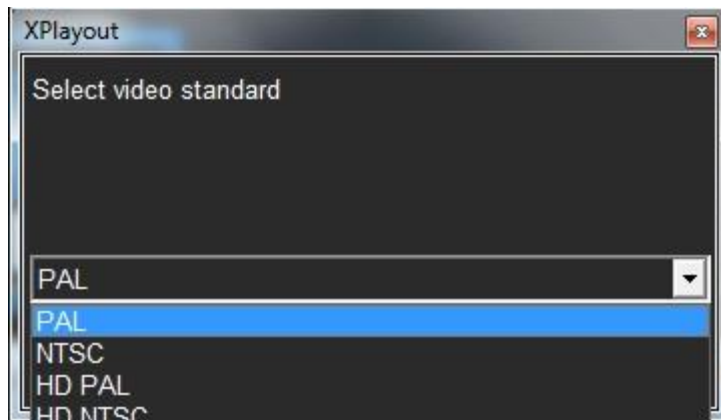 XPlayout
Select video standard
PAL
PAL
NTSC
HD PAL
HD NTSC